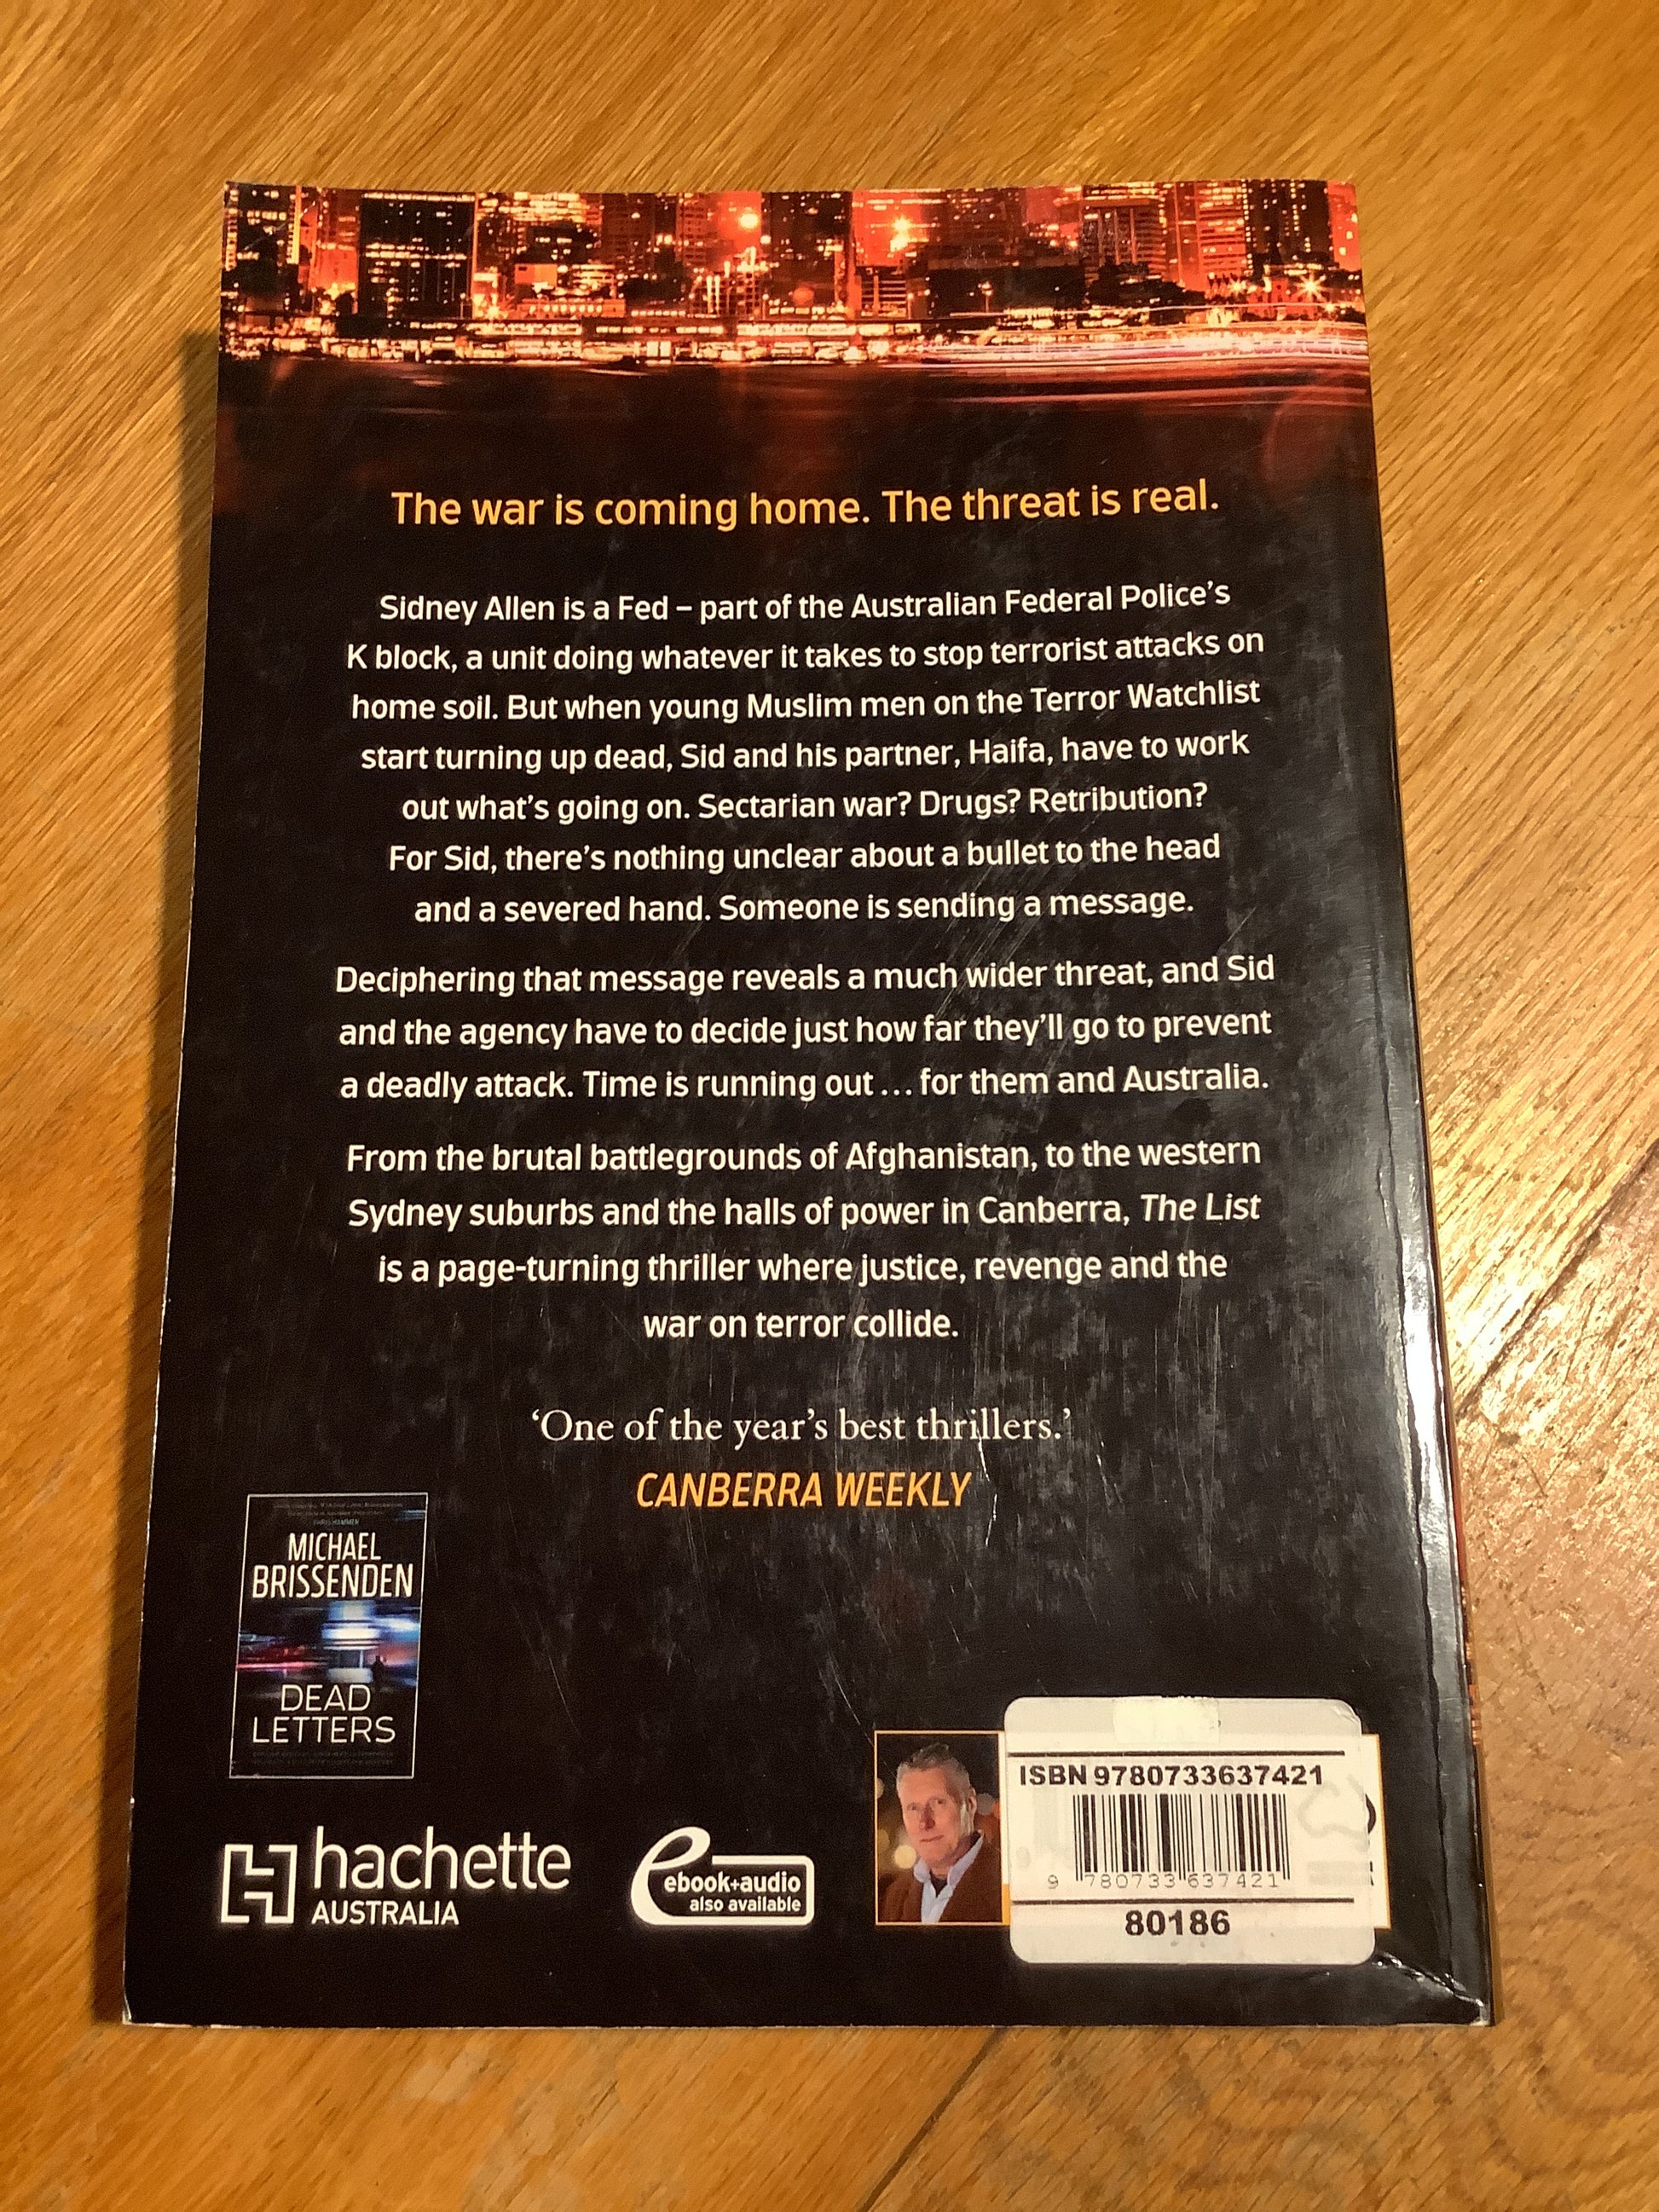 The war is coming home. The threat is real.
Sidney Allen is a Fed – part of the Australian Federal Police's
K block, a unit doing whatever it takes to stop terrorist attacks on
home soil. But when young Muslim men on the Terror Watchlist
start turning up dead, Sid and his partner, Haifa, have to work
out what's going on. Sectarian war? Drugs? Retribution?
For Sid, there's nothing unclear about a bullet to the head
and a severed hand. Someone is sending a message.
Deciphering that message reveals a much wider threat, and Sid
and the agency have to decide just how far they'll go to prevent
a deadly attack. Time is running out ... for them and Australia.
From the brutal battlegrounds of Afghanistan, to the western
Sydney suburbs and the halls of power in Canberra, The List
is a page-turning thriller where justice, revenge and the
war on terror collide.
'One of the year's best thrillers.'
CANBERRA WEEKLY
CHRIS HAMMER
MICHAEL
BRISSENDEN
DEAD
LETTERS
hachette
AUSTRALIA
e
ebook+audio
also available
ISBN 9780733637421
9 780733 637421
80186